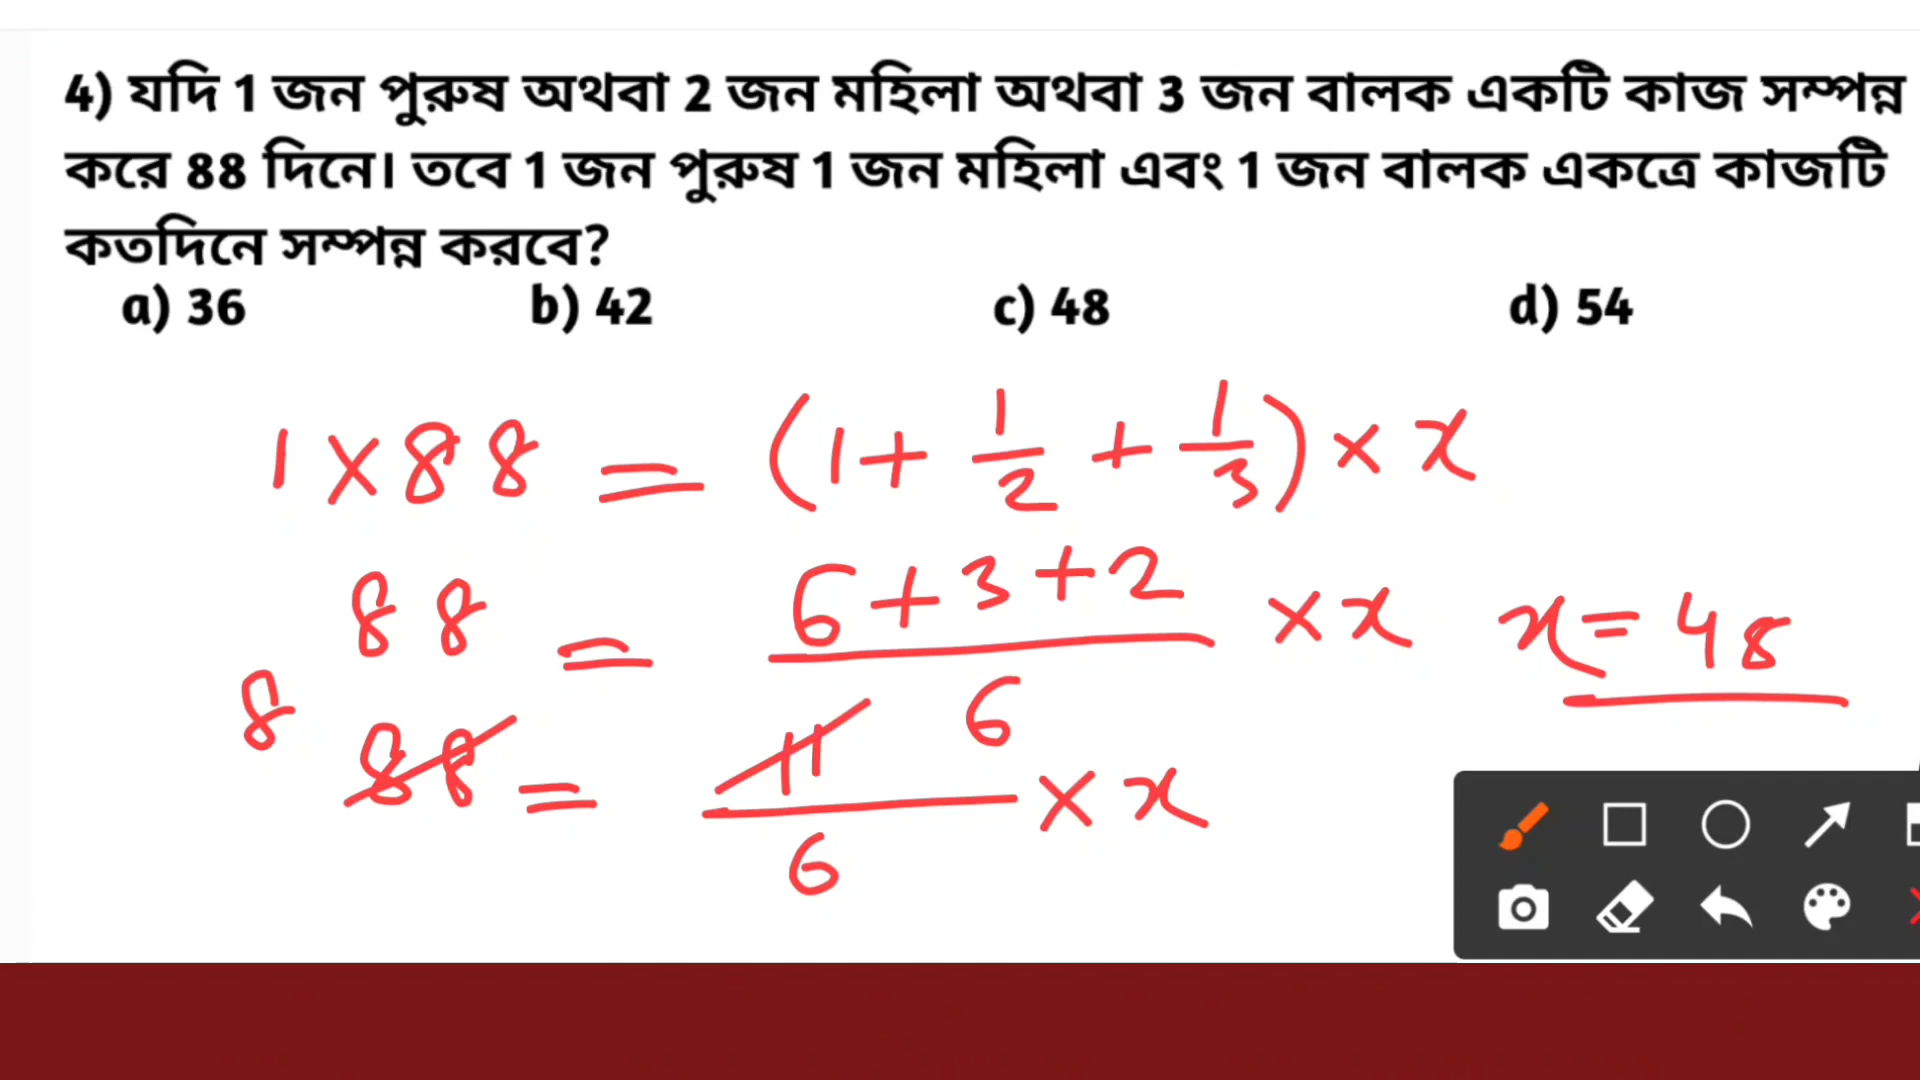 4) যদি 1 জন পুরুষ অথবা 2 জন মহিলা অথবা 3 জন বালক একটি কাজ সম্পন্ন
করে 88 দিনে। তবে 1 জন পুরুষ 1 জন মহিলা এবং 1 জন বালক একত্রে কাজটি
কতদিনে সম্পন্ন করবে?
a) 36 b) 42 c) 48 d) 54
1 × 88 = (1 + 1/2 + 1/3) × x
88 = (6+3+2)/6 × x x = 48
8
88 = 11/6 × x